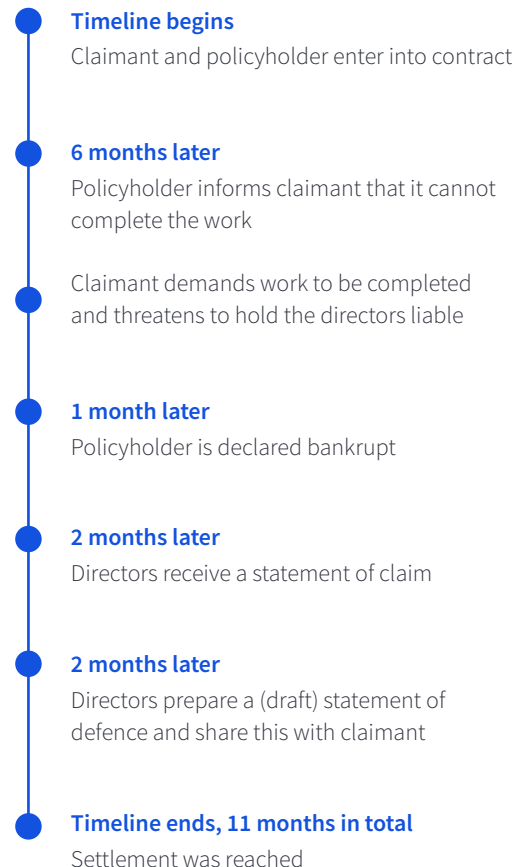 Timeline begins
Claimant and policyholder enter into contract
6 months later
Policyholder informs claimant that it cannot
complete the work
Claimant demands work to be completed
and threatens to hold the directors liable
1 month later
Policyholder is declared bankrupt
2 months later
Directors receive a statement of claim
2 months later
Directors prepare a (draft) statement of
defence and share this with claimant
Timeline ends, 11 months in total
Settlement was reached